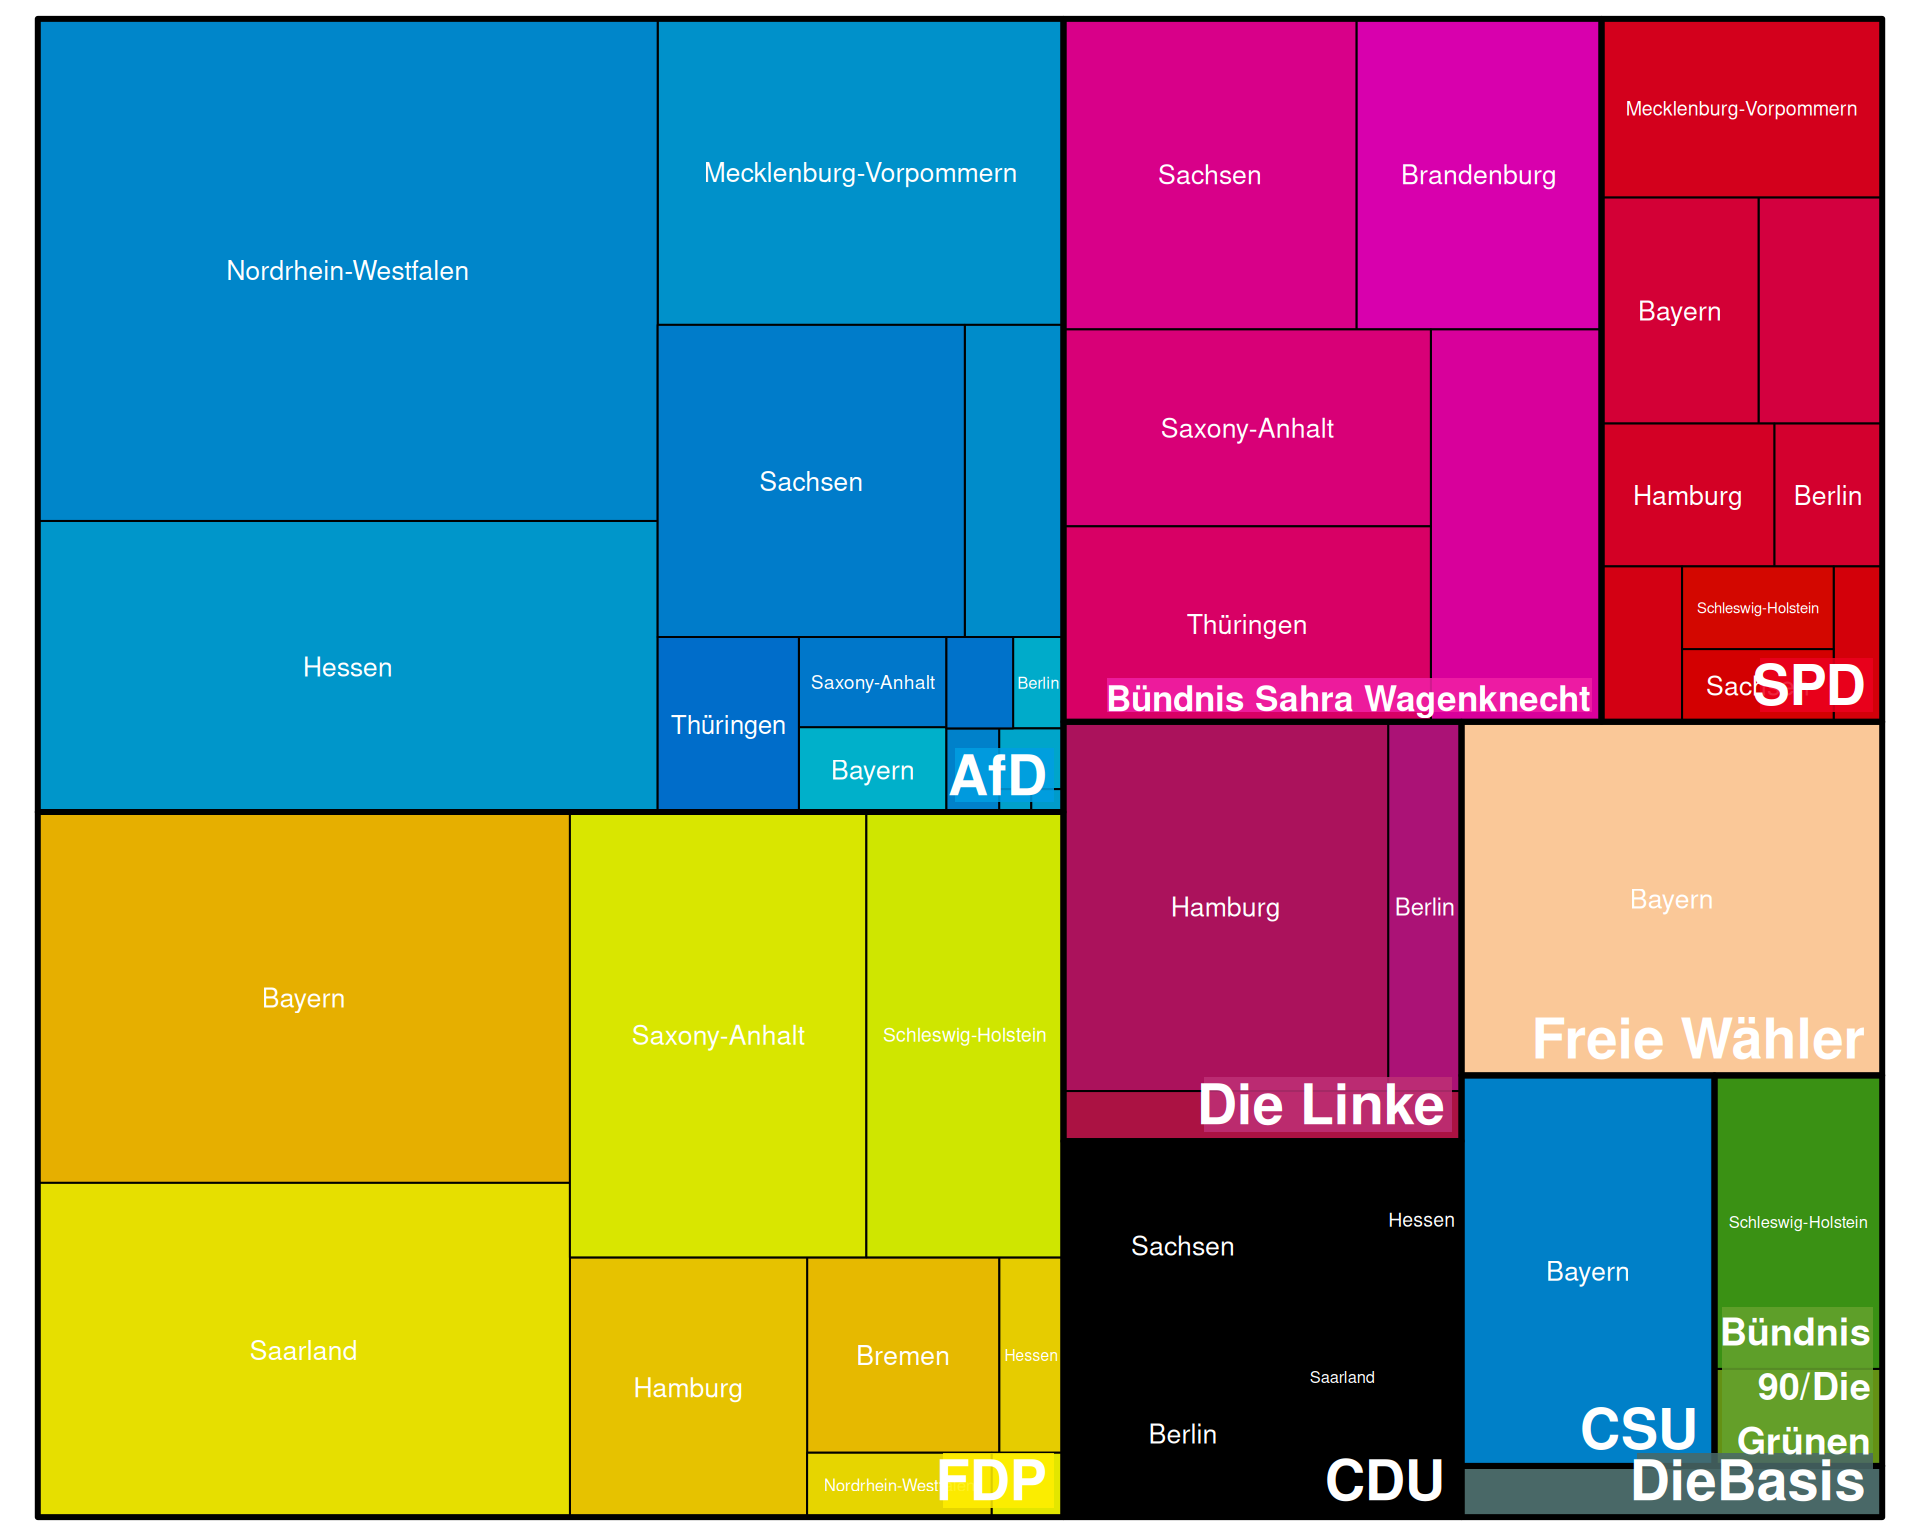 Nordrhein-Westfalen
Mecklenburg-Vorpommern
Hessen
Sachsen
Thüringen
Saxony-Anhalt
Bayern
Berlin
AfD
Sachsen
Brandenburg
Saxony-Anhalt
Thüringen
Bündnis Sahra Wagenknecht
Mecklenburg-Vorpommern
Bayern
Hamburg
Berlin
Schleswig-Holstein
SPD
Bayern
Saarland
Saxony-Anhalt
Schleswig-Holstein
Hamburg
Bremen
Hessen
FDP
Hamburg
Berlin
Die Linke
Bayern
Freie Wähler
Sachsen
Hessen
Saarland
Berlin
CDU
Bayern
CSU
Schleswig-Holstein
Bündnis
90/Die
Grünen
DieBasis